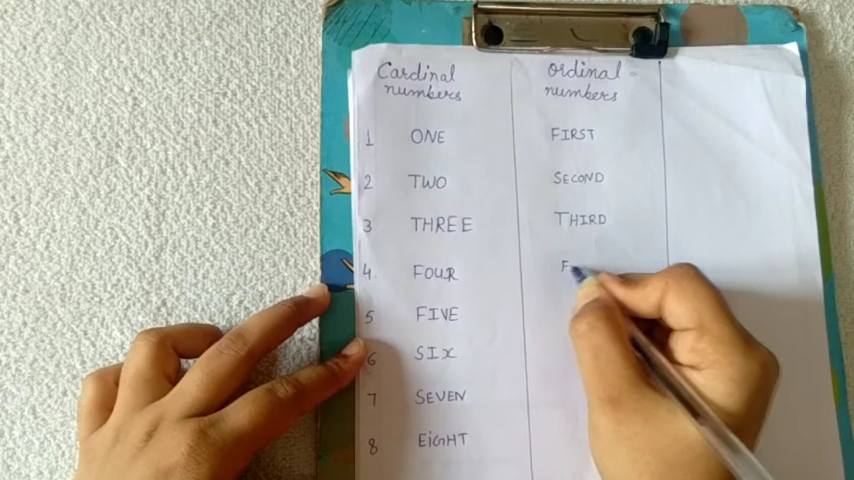 Cardinal numbers
Ordinal numbers
1 ONE FIRST
2 TWO SECOND
3 THREE THIRD
4. FOUR F
5 FIVE
6 SIX
7 SEVEN
8 EiGHT